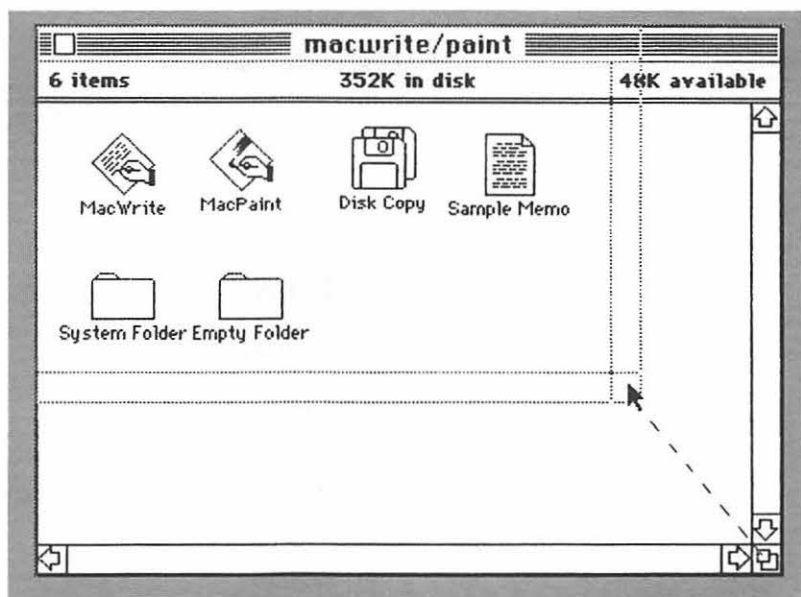 macwrite/paint
6 items 352K in disk 48K available
MacWrite MacPaint Disk Copy Sample Memo
System Folder Empty Folder